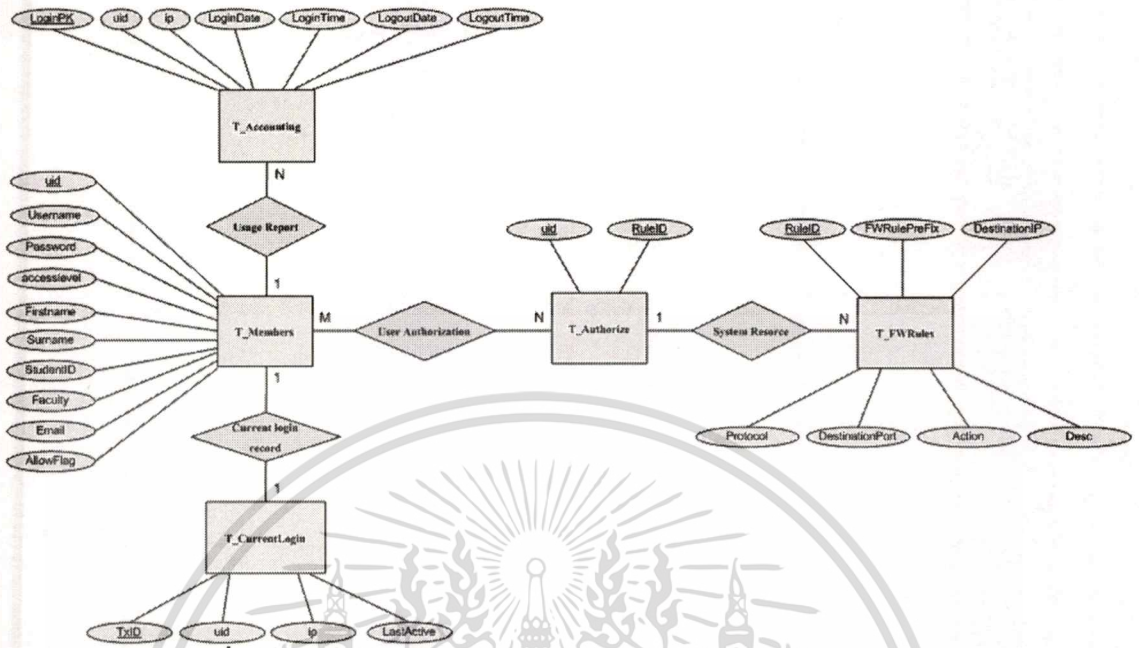 LoginPK uid ip LoginDate LoginTime LogoutDate LogoutTime
T_Accounting
N
Usage Report
1
uid
Username
Password
accesslevel
Firstname
Surname
StudentID
Faculty
Email
AllowFlag
T_Members
M
User Authorization
N
uid RuleID
T_Authorize
1
System Resorce
N
RuleID FWRulePreFix DestinationIP
T_FWRules
Protocol DestinationPort Action Desc
1
Current login
record
1
T_CurrentLogin
TxID uid ip LastActive